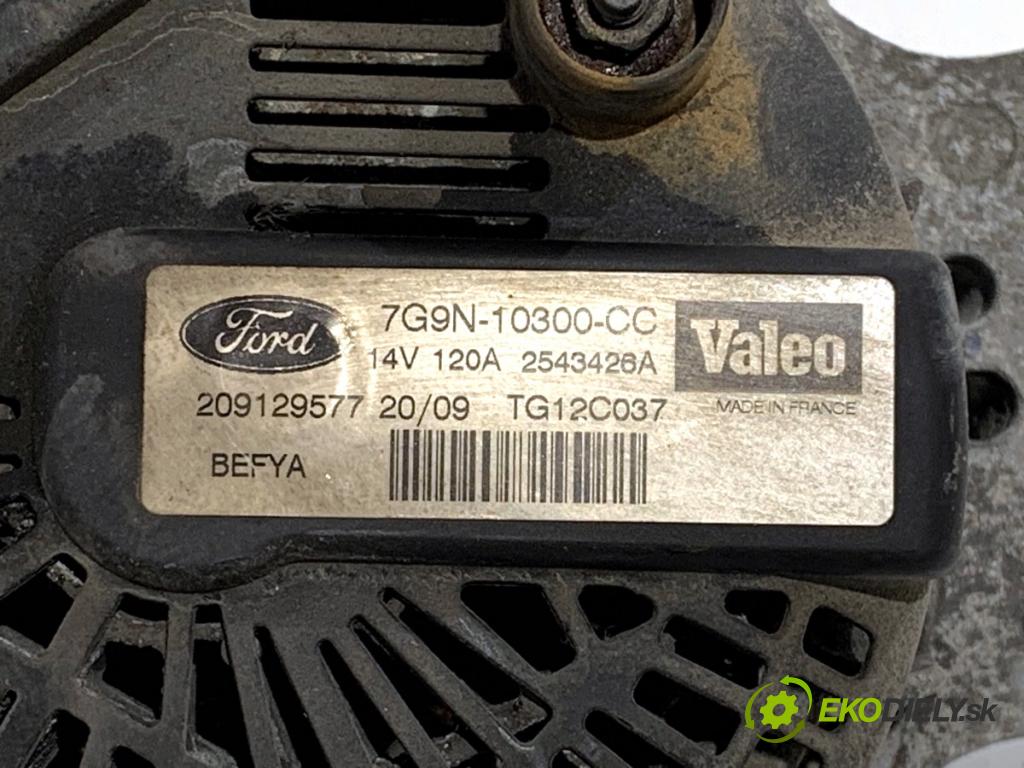 Ford
7G9N-10300-CC
Valeo
14V 120A 2543426A
209129577 20/09 TG12C037
MADE IN FRANCE
BEFYA
EKODIELY.sk